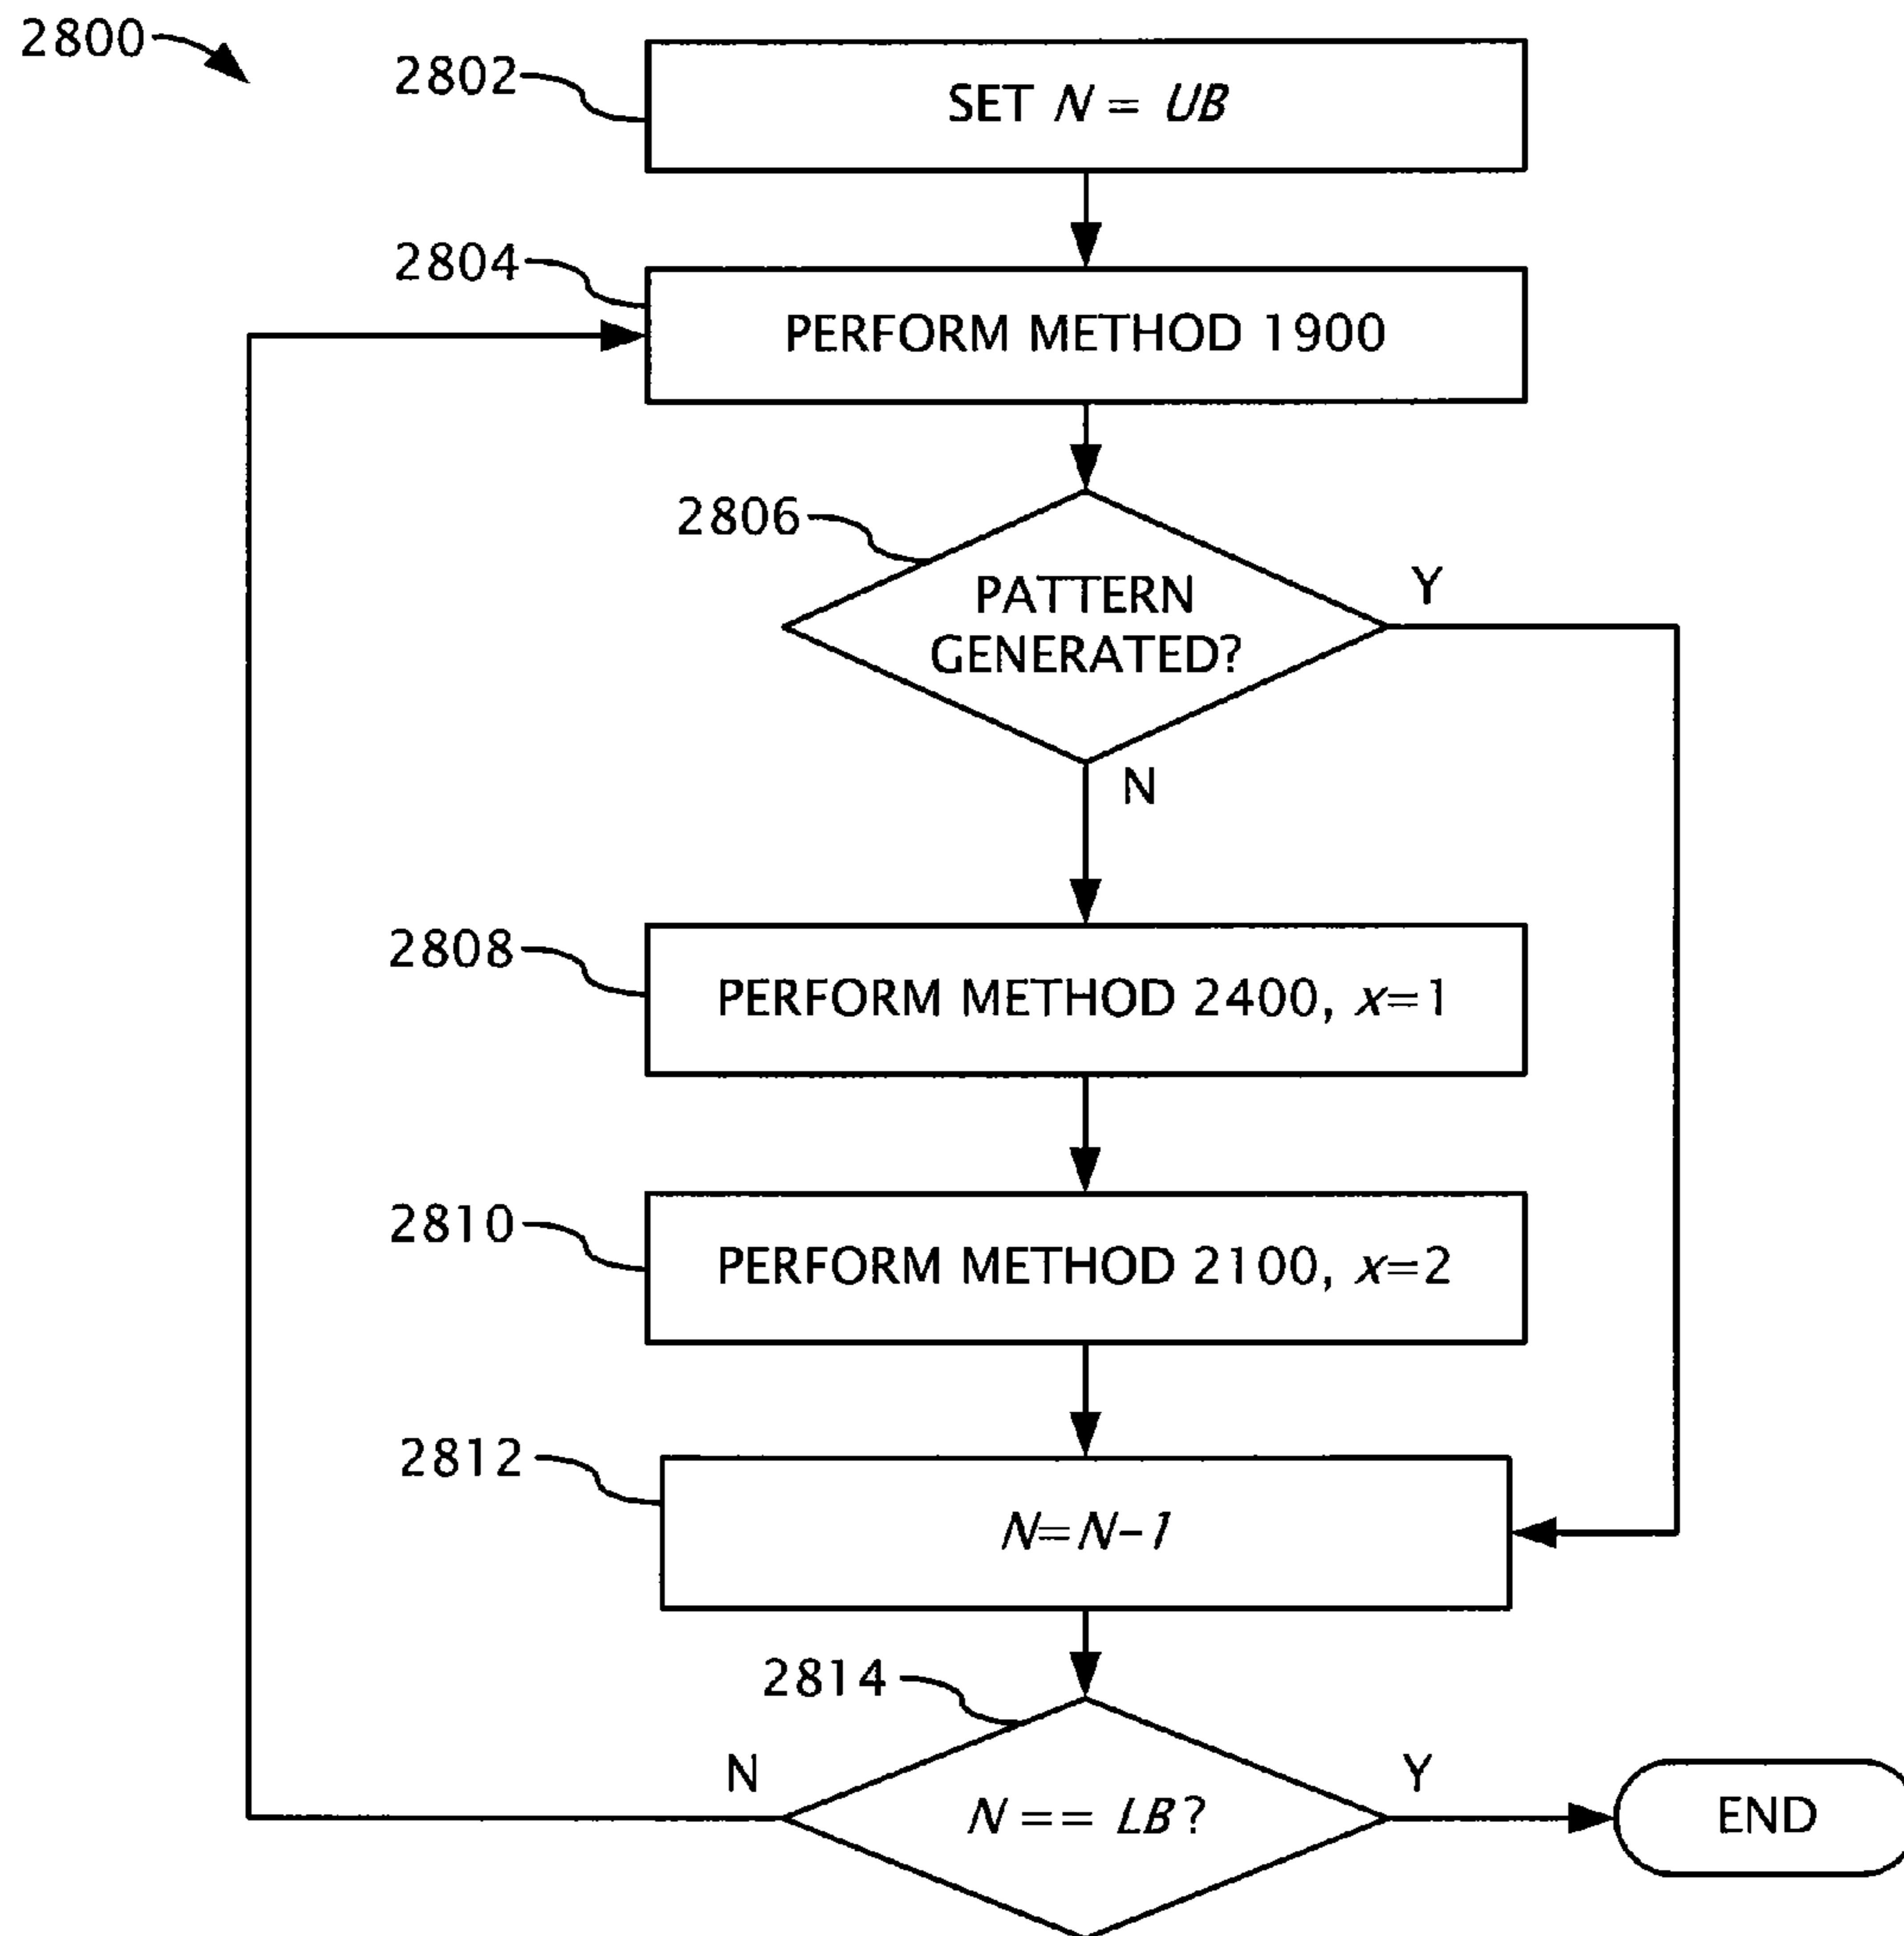 2800
2802
SET N = UB
2804
PERFORM METHOD 1900
2806
PATTERN
GENERATED?
Y
N
2808
PERFORM METHOD 2400, x=1
2810
PERFORM METHOD 2100, x=2
2812
N=N-1
2814
N
N == LB?
Y
END